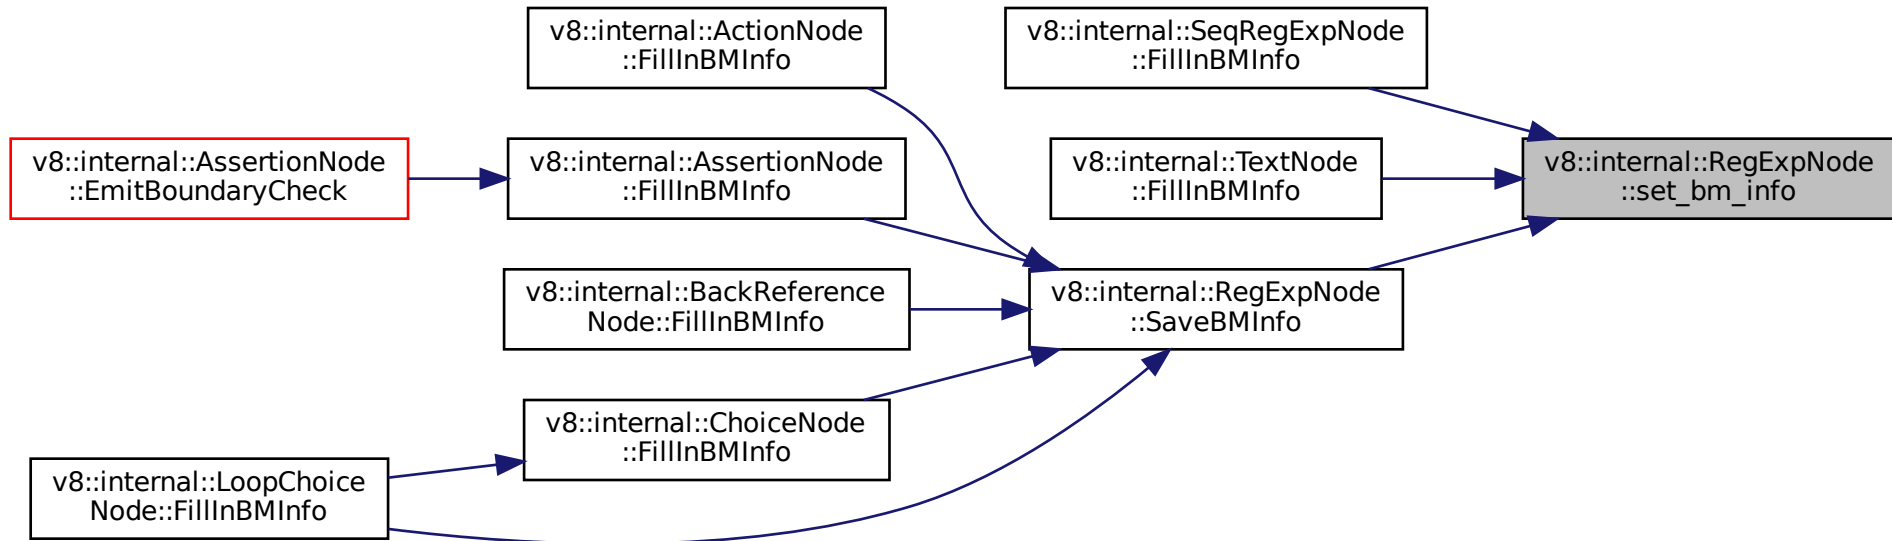 v8::internal::ActionNode
::FillInBMInfo
v8::internal::SeqRegExpNode
::FillInBMInfo
v8::internal::AssertionNode
::EmitBoundaryCheck
v8::internal::AssertionNode
::FillInBMInfo
v8::internal::TextNode
::FillInBMInfo
v8::internal::RegExpNode
::set_bm_info
v8::internal::BackReference
Node::FillInBMInfo
v8::internal::RegExpNode
::SaveBMInfo
v8::internal::ChoiceNode
::FillInBMInfo
v8::internal::LoopChoice
Node::FillInBMInfo